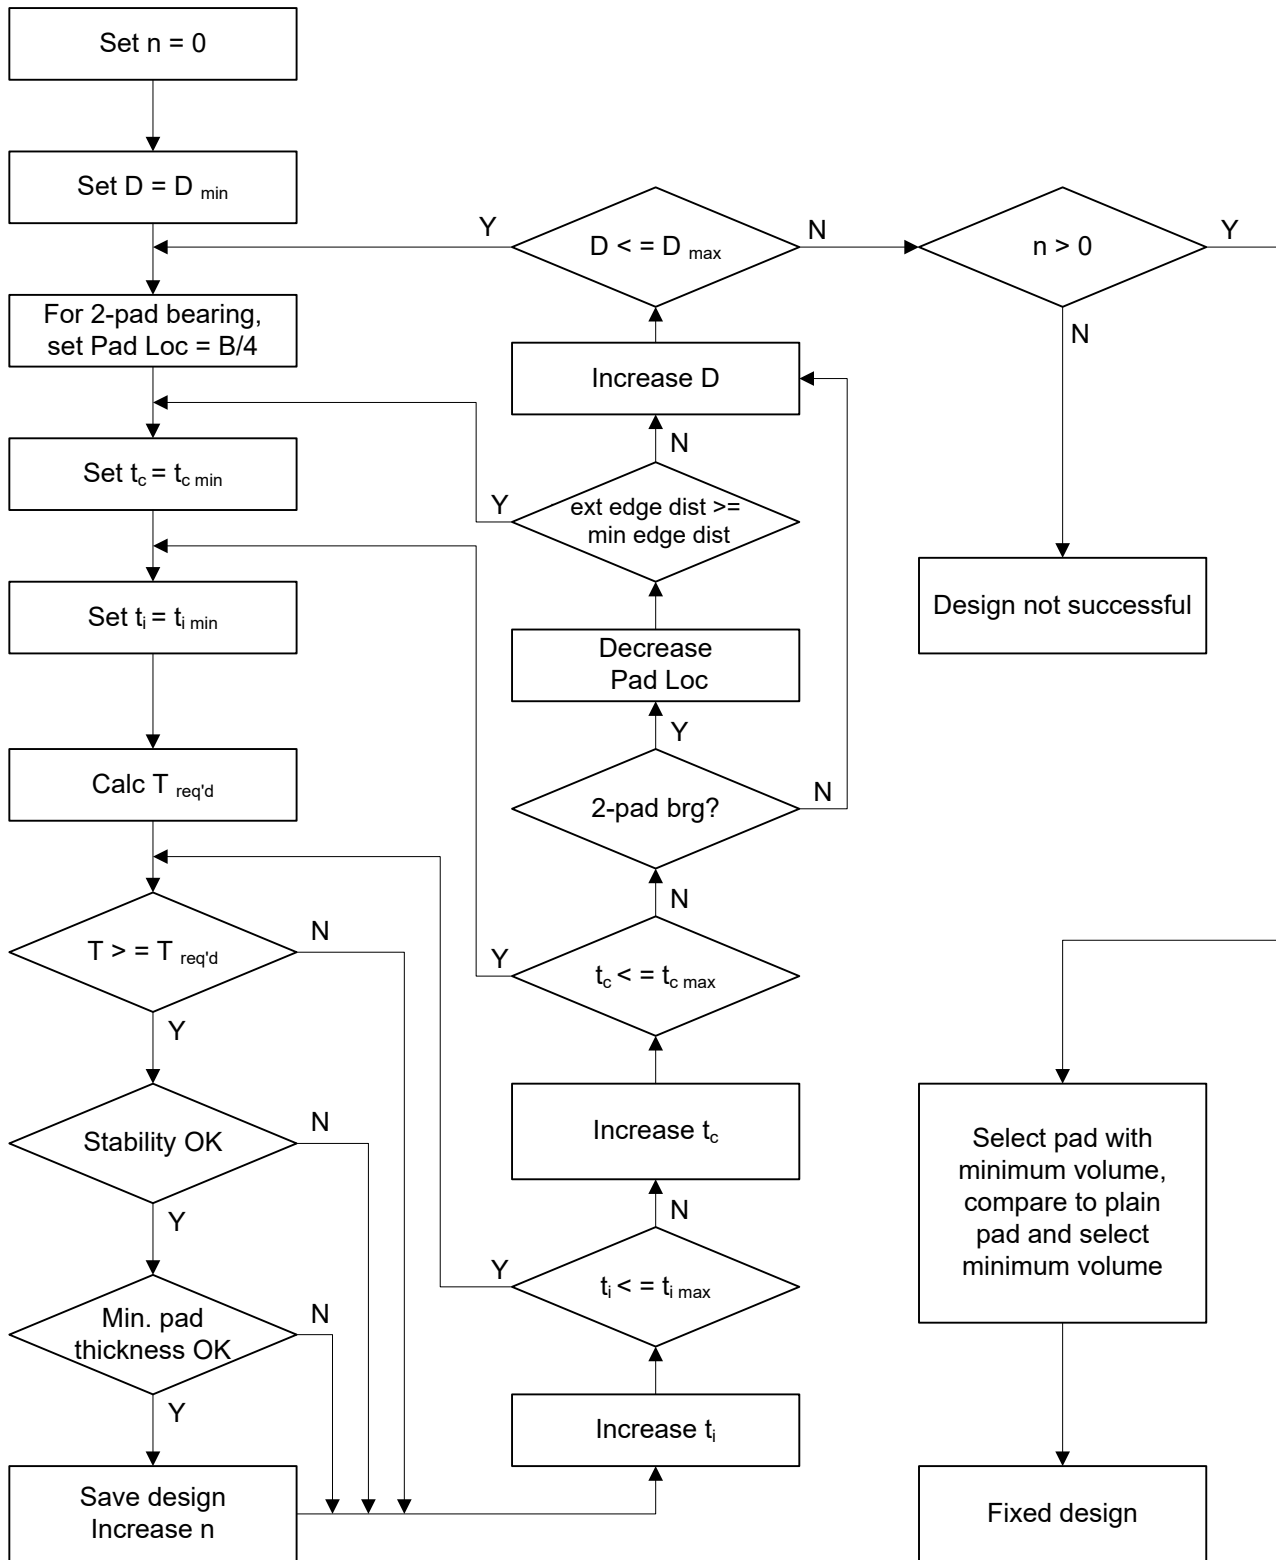 Set n = 0
Set D = D min
For 2-pad bearing,
set Pad Loc = B/4
Set tc = tc min
Set ti = ti min
Calc T req'd
T > = T req'd
N
Y
Stability OK
N
Y
Min. pad
thickness OK
N
Y
Save design
Increase n
Y
D < = D max
N
Increase D
N
Y
ext edge dist >=
min edge dist
Decrease
Pad Loc
Y
2-pad brg?
N
N
Y
tc < = tc max
Increase tc
N
Y
ti < = ti max
Increase ti
n > 0
Y
N
Design not successful
Select pad with
minimum volume,
compare to plain
pad and select
minimum volume
Fixed design